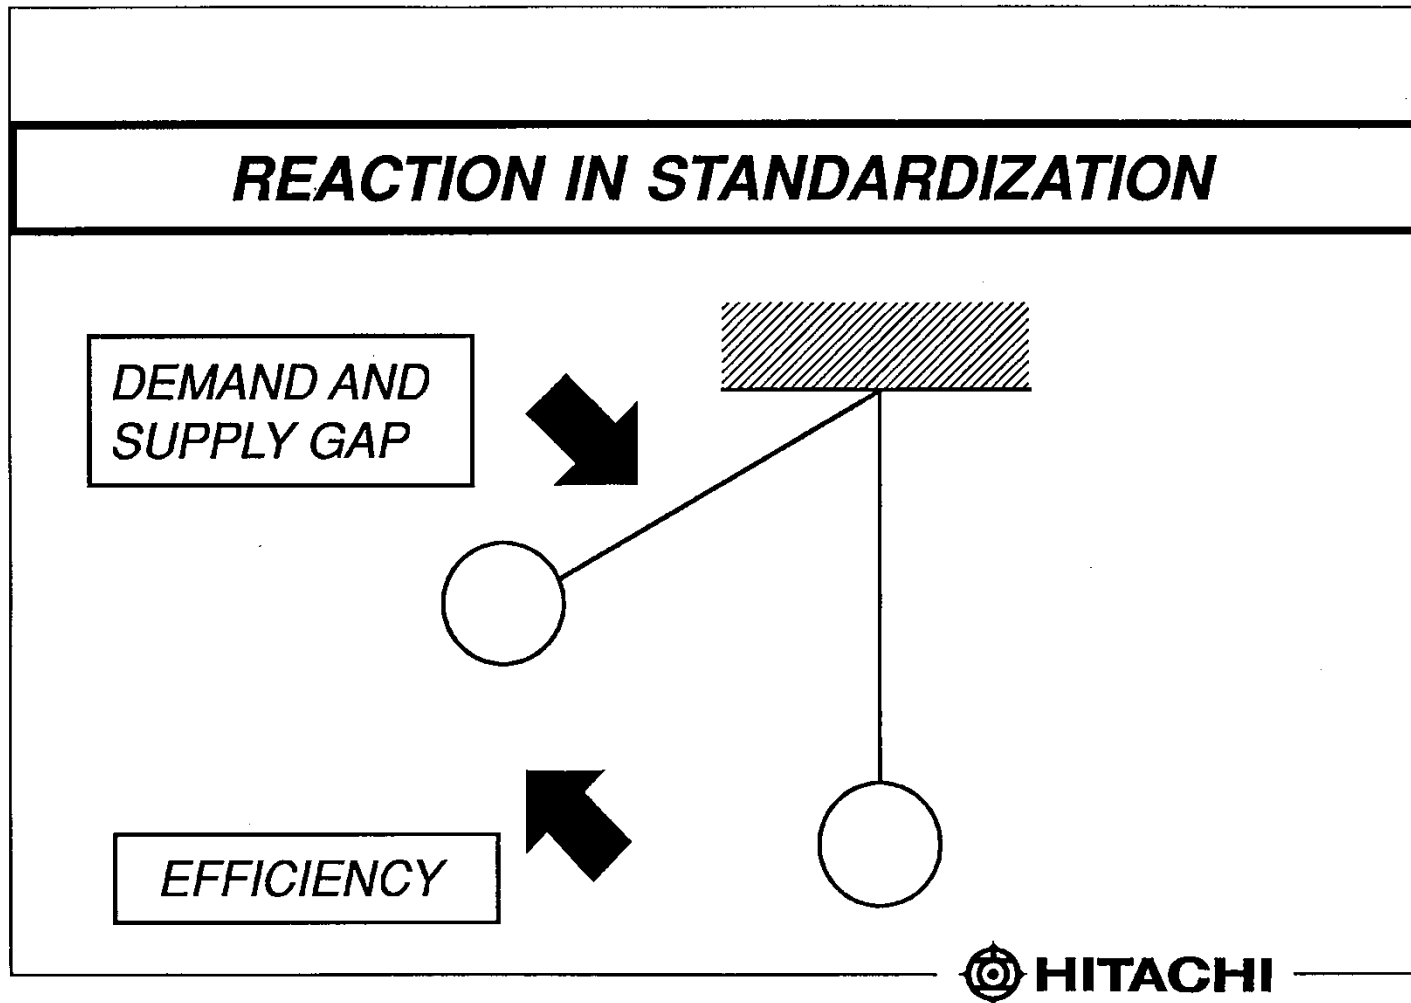 REACTION IN STANDARDIZATION
DEMAND AND
SUPPLY GAP
EFFICIENCY
HITACHI